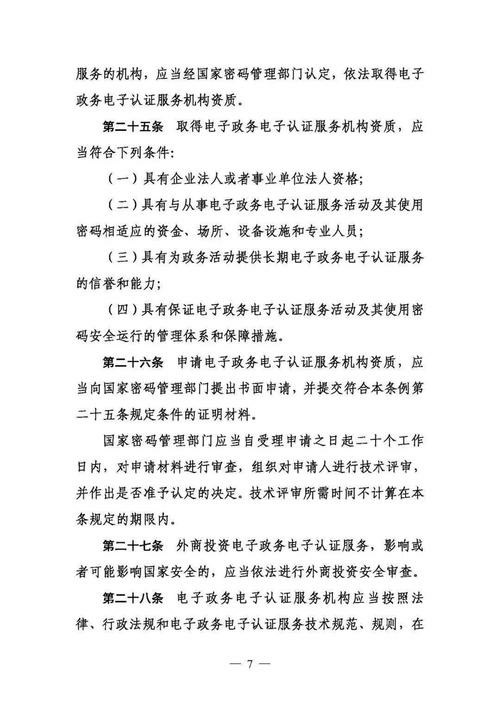 服务的机构，应当经国家密码管理部门认定，依法取得电子
政务电子认证服务机构资质。
第二十五条　取得电子政务电子认证服务机构资质，应
当符合下列条件：
（一）具有企业法人或者事业单位法人资格；
（二）具有与从事电子政务电子认证服务活动及其使用
密码相适应的资金、场所、设备设施和专业人员；
（三）具有为政务活动提供长期电子政务电子认证服务
的信誉和能力；
（四）具有保证电子政务电子认证服务活动及其使用密
码安全运行的管理体系和保障措施。
第二十六条　申请电子政务电子认证服务机构资质，应
当向国家密码管理部门提出书面申请，并提交符合本条例第
二十五条规定条件的证明材料。
国家密码管理部门应当自受理申请之日起二十个工作
日内，对申请材料进行审查，组织对申请人进行技术评审，
并作出是否准予认定的决定。技术评审所需时间不计算在本
条规定的期限内。
第二十七条　外商投资电子政务电子认证服务，影响或
者可能影响国家安全的，应当依法进行外商投资安全审查。
第二十八条　电子政务电子认证服务机构应当按照法
律、行政法规和电子政务电子认证服务技术规范、规则，在
— 7 —